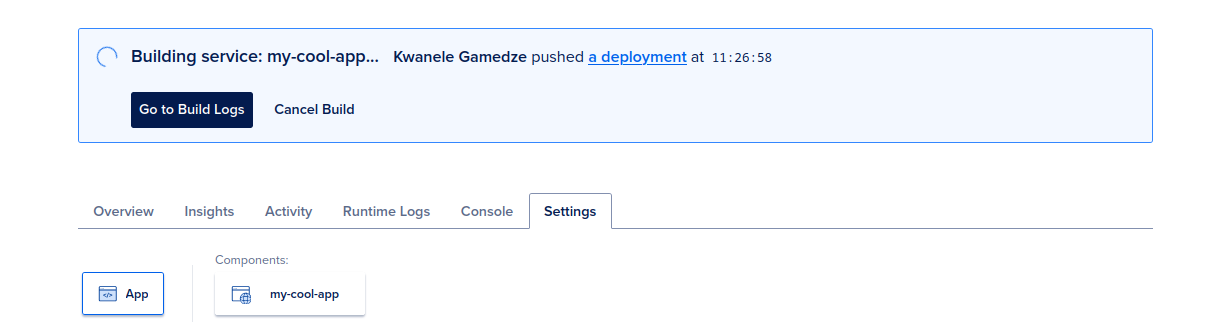 Building service: my-cool-app... Kwanele Gamedze pushed a deployment at 11:26:58
Go to Build Logs Cancel Build
Overview Insights Activity Runtime Logs Console Settings
Components:
App my-cool-app